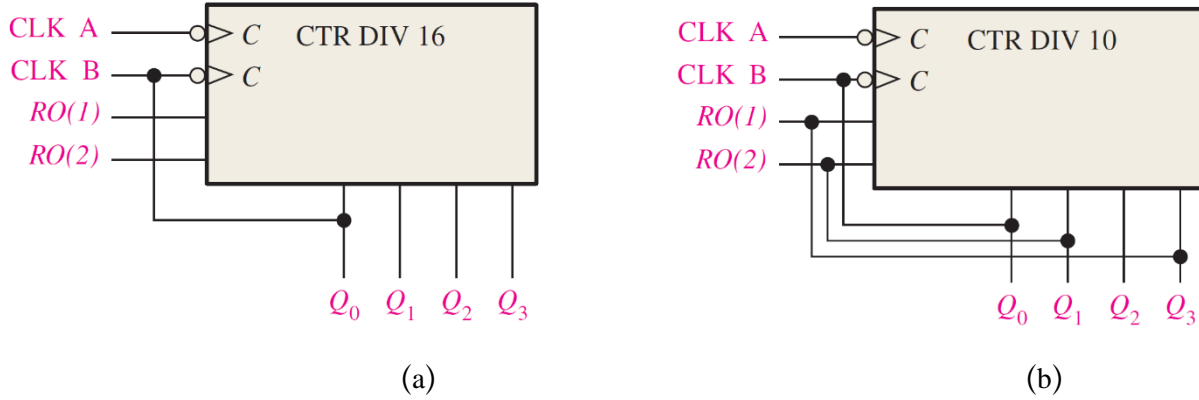 CLK A
C
CTR DIV 16
CLK B
C
RO(1)
RO(2)
Q0 Q1 Q2 Q3
(a)
CLK A
C
CTR DIV 10
CLK B
C
RO(1)
RO(2)
Q0 Q1 Q2 Q3
(b)